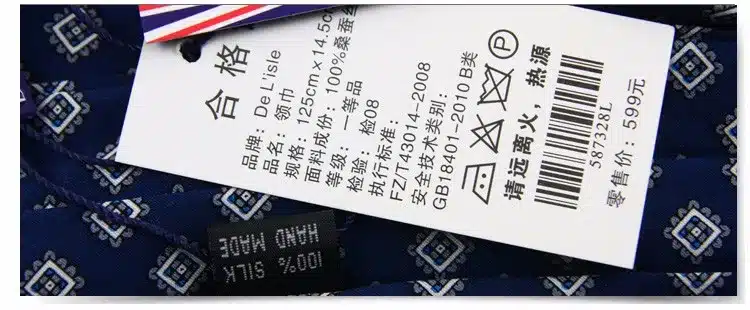 合格
品牌：De L'isle
品名：领巾
规格：125cm×14.5c
面料成份：100%桑蚕丝
等级：一等品
检验：检08
执行标准：
FZ/T43014-2008
安全技术类别：
GB18401-2010 B类
P
请远离火，热源
587328L
零售价：599元
100% SILK
HAND MADE